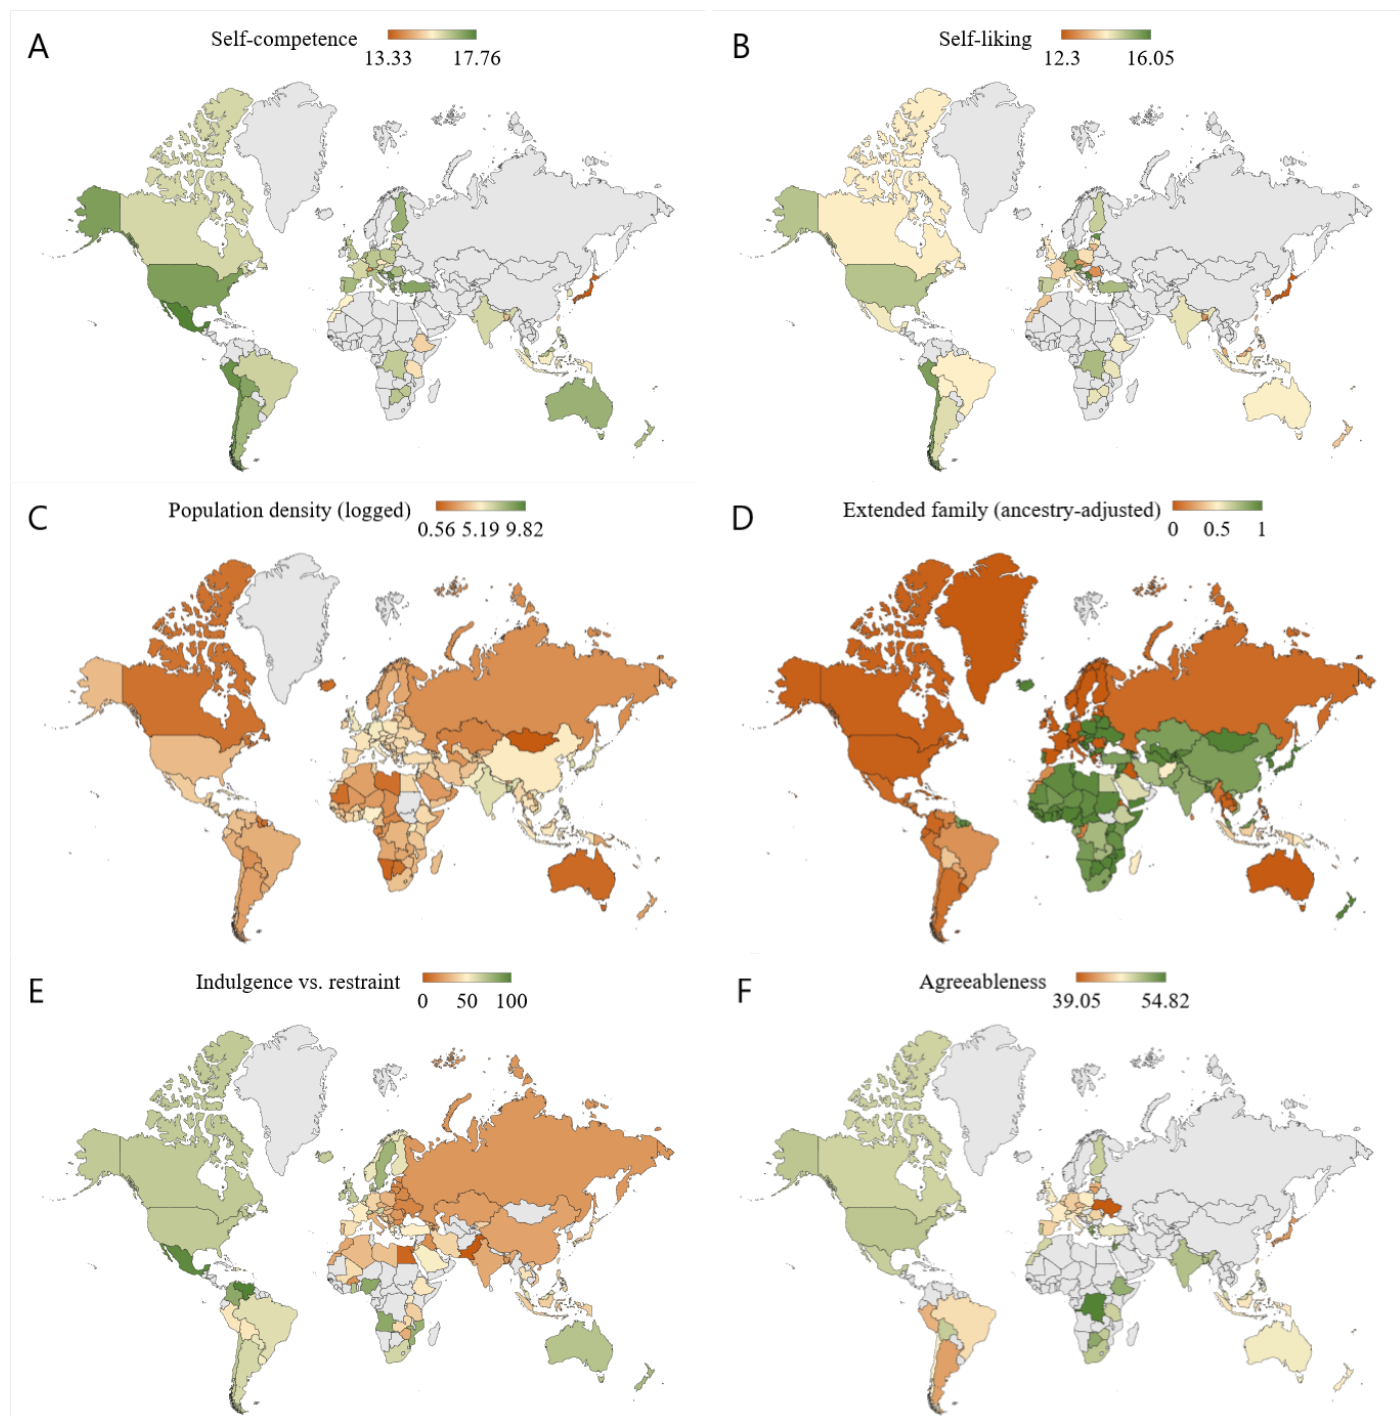 A
Self-competence
13.33 17.76
B
Self-liking
12.3 16.05
C
Population density (logged)
0.56 5.19 9.82
D
Extended family (ancestry-adjusted)
0 0.5 1
E
Indulgence vs. restraint
0 50 100
F
Agreeableness
39.05 54.82